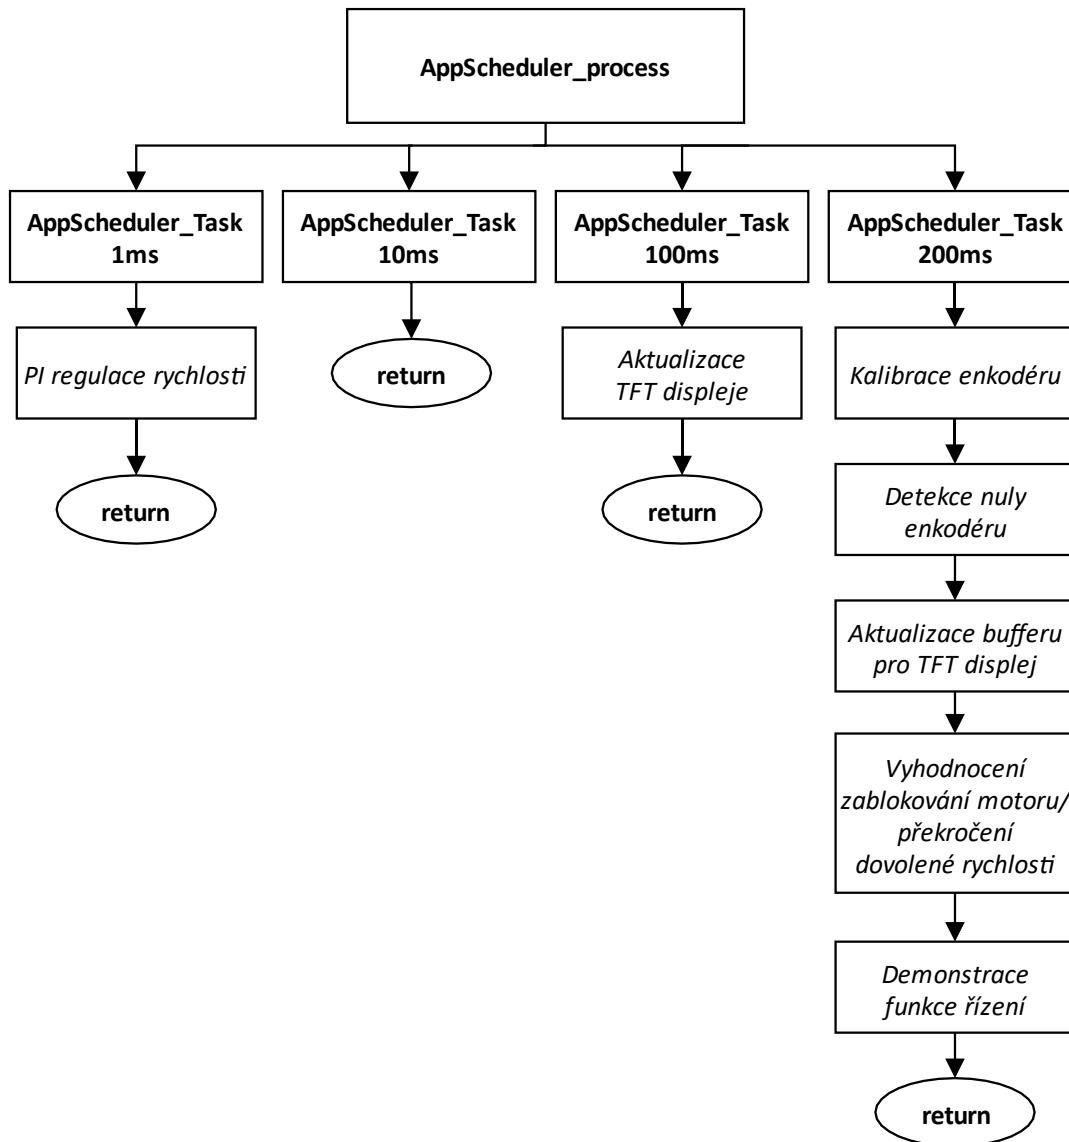 AppScheduler_process
AppScheduler_Task
1ms
PI regulace rychlosti
return
AppScheduler_Task
10ms
return
AppScheduler_Task
100ms
Aktualizace
TFT displeje
return
AppScheduler_Task
200ms
Kalibrace enkodéru
Detekce nuly
enkodéru
Aktualizace bufferu
pro TFT displej
Vyhodnocení
zablokování motoru/
překročení
dovolené rychlosti
Demonstrace
funkce řízení
return